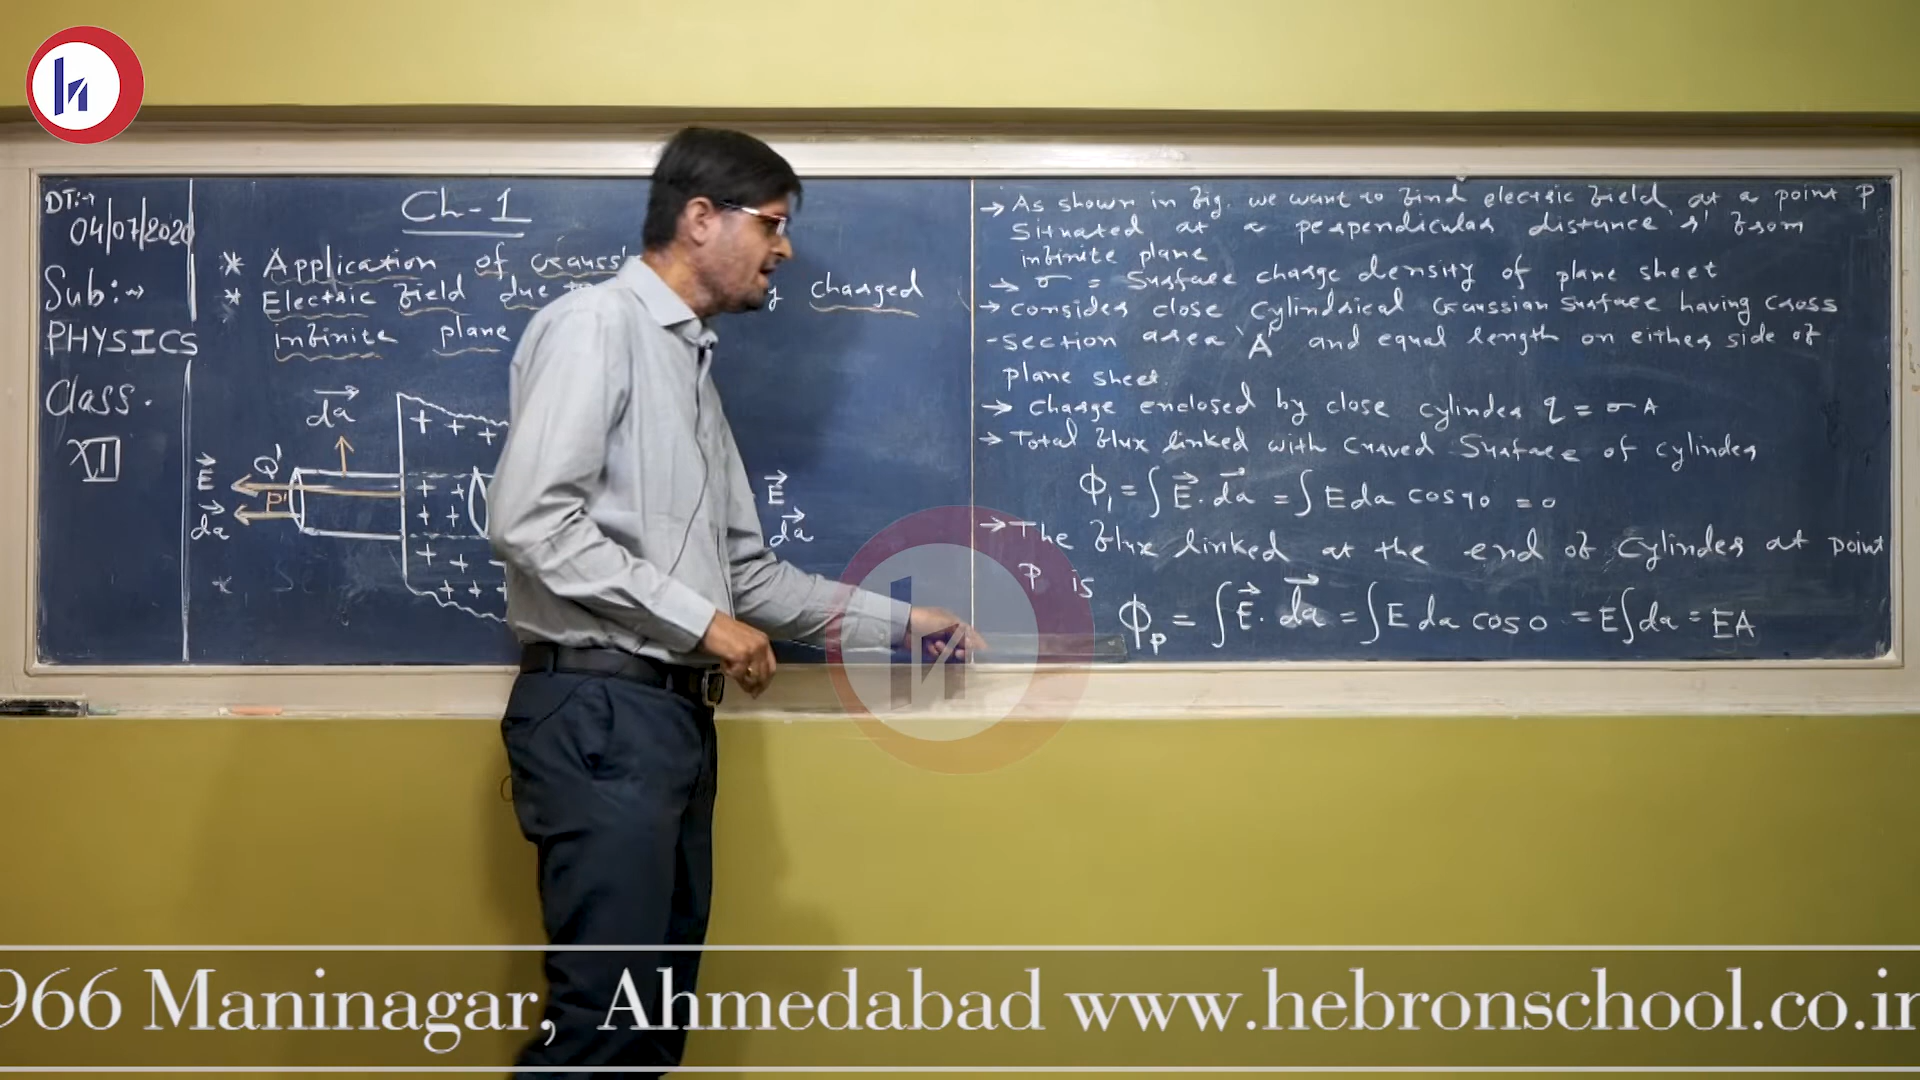 DT:→
04/07/2020
Sub:→
PHYSICS
Class.
XII
Ch-1
* Application of Gauss's
* Electric field due to y charged
infinite plane
da
E
da
Q'
P'
+ + + + + + + + + + + +
E
da
*
→ As shown in fig. we want to find electric field at a point P
situated at a perpendicular distance 'r' from
infinite plane
→ σ = Surface charge density of plane sheet
→ consider close cylindrical Gaussian surface having cross
-section area 'A' and equal length on either side of
plane sheet.
→ Charge enclosed by close cylinder q = σA
→ Total flux linked with curved surface of cylinder
Φ₁ = ∫E⃗.da⃗ = ∫E da cos90 = 0
→ The flux linked at the end of cylinder at point
P is
Φp = ∫E⃗.da⃗ = ∫E da cos0 = E∫da = EA
966 Maninagar, Ahmedabad www.hebronschool.co.in